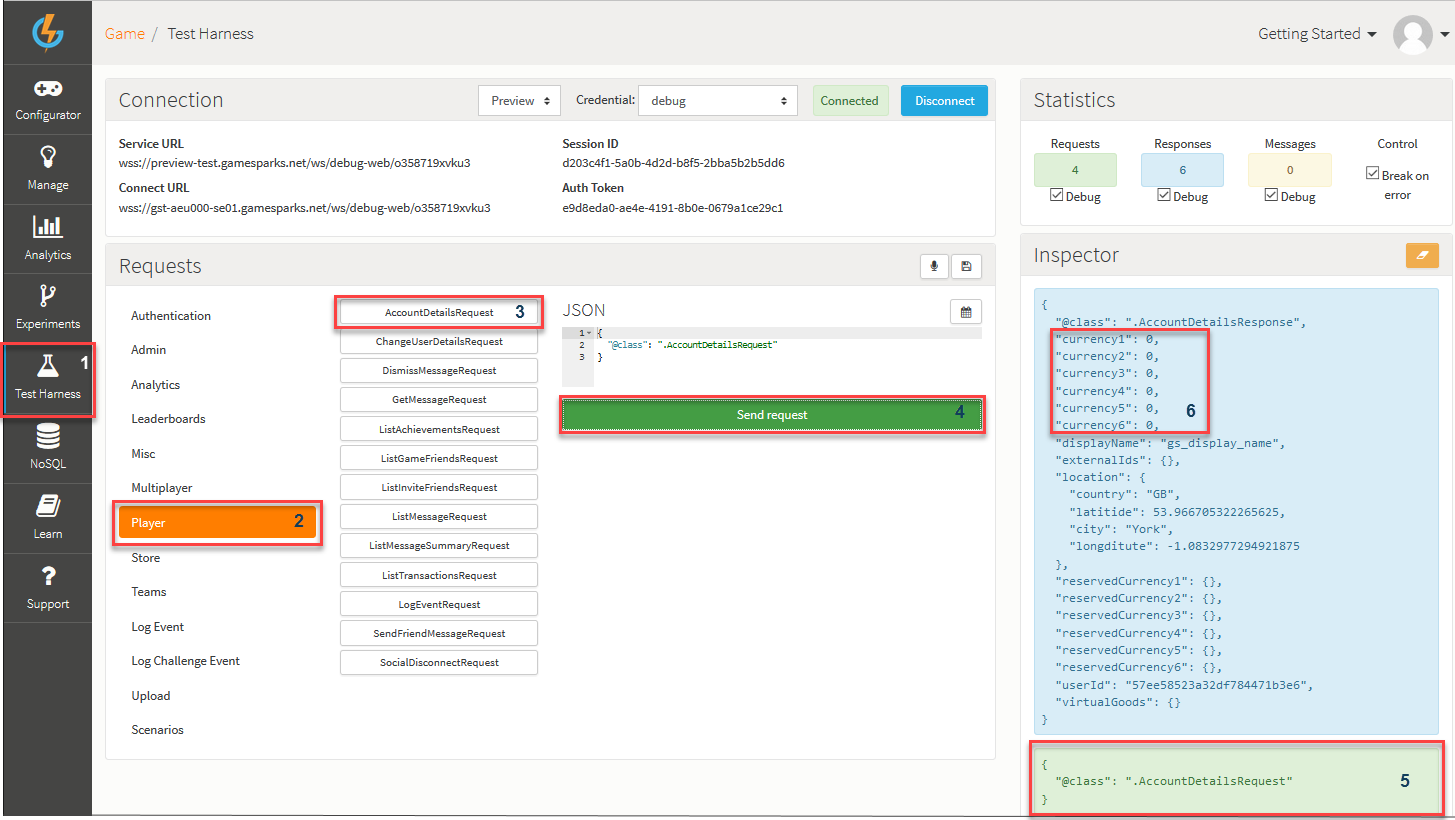 Game / Test Harness
Getting Started
Configurator
Manage
Analytics
Experiments
1
Test Harness
NoSQL
Learn
Support
Connection
Preview
Credential:
debug
Connected
Disconnect
Service URL
wss://preview-test.gamesparks.net/ws/debug-web/o358719xvku3
Connect URL
wss://gst-aeu000-se01.gamesparks.net/ws/debug-web/o358719xvku3
Session ID
d203c4f1-5a0b-4d2d-b8f5-2bba5b2b5dd6
Auth Token
e9d8eda0-ae4e-4191-8b0e-0679a1ce29c1
Requests
Authentication
Admin
Analytics
Leaderboards
Misc
Multiplayer
Player 2
Store
Teams
Log Event
Log Challenge Event
Upload
Scenarios
AccountDetailsRequest 3
ChangeUserDetailsRequest
DismissMessageRequest
GetMessageRequest
ListAchievementsRequest
ListGameFriendsRequest
ListInviteFriendsRequest
ListMessageRequest
ListMessageSummaryRequest
ListTransactionsRequest
LogEventRequest
SendFriendMessageRequest
SocialDisconnectRequest
JSON
1 {
2 "@class": ".AccountDetailsRequest"
3 }
Send request 4
Statistics
Requests
4
Debug
Responses
6
Debug
Messages
0
Debug
Control
Break on
error
Inspector
{
"@class": ".AccountDetailsResponse",
"currency1": 0,
"currency2": 0,
"currency3": 0,
"currency4": 0,
"currency5": 0, 6
"currency6": 0,
"displayName": "gs_display_name",
"externalIds": {},
"location": {
"country": "GB",
"latitide": 53.966705322265625,
"city": "York",
"longditute": -1.0832977294921875
},
"reservedCurrency1": {},
"reservedCurrency2": {},
"reservedCurrency3": {},
"reservedCurrency4": {},
"reservedCurrency5": {},
"reservedCurrency6": {},
"userId": "57ee58523a32df784471b3e6",
"virtualGoods": {}
}
{
"@class": ".AccountDetailsRequest" 5
}